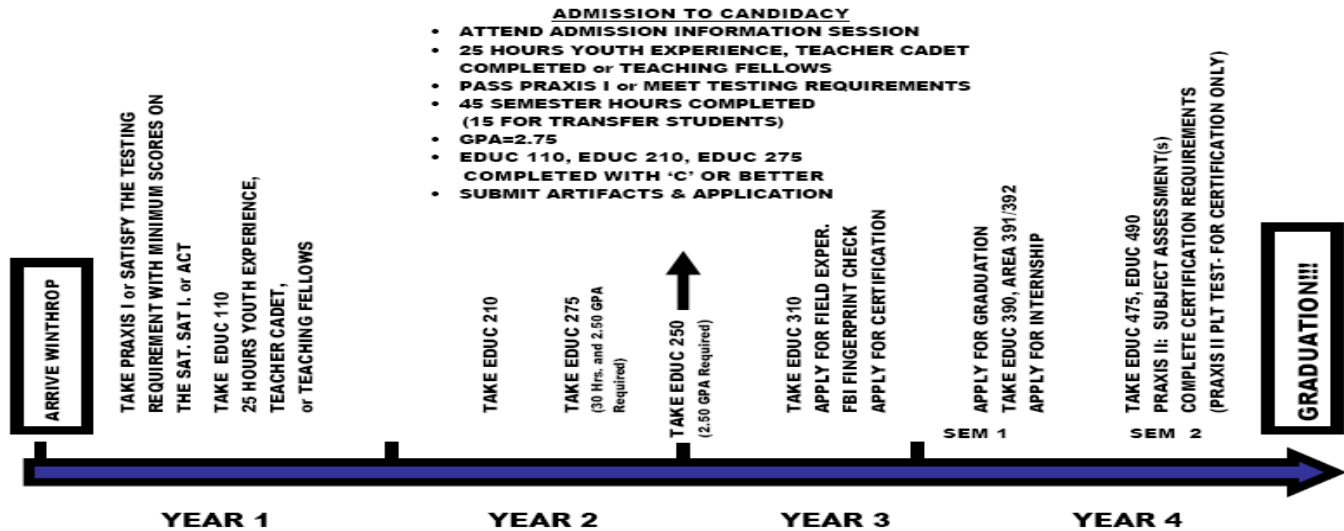 ADMISSION TO CANDIDACY
• ATTEND ADMISSION INFORMATION SESSION
• 25 HOURS YOUTH EXPERIENCE, TEACHER CADET
COMPLETED or TEACHING FELLOWS
• PASS PRAXIS I or MEET TESTING REQUIREMENTS
• 45 SEMESTER HOURS COMPLETED
(15 FOR TRANSFER STUDENTS)
• GPA=2.75
• EDUC 110, EDUC 210, EDUC 275
COMPLETED WITH ‘C’ OR BETTER
• SUBMIT ARTIFACTS & APPLICATION
ARRIVE WINTHROP
TAKE PRAXIS I or SATISFY THE TESTING
REQUIREMENT WITH MINIMUM SCORES ON
THE SAT. SAT I. or ACT
TAKE EDUC 110
25 HOURS YOUTH EXPERIENCE,
TEACHER CADET,
or TEACHING FELLOWS
TAKE EDUC 210
TAKE EDUC 275
(30 Hrs. and 2.50 GPA
Required)
TAKE EDUC 250
(2.50 GPA Required)
TAKE EDUC 310
APPLY FOR FIELD EXPER.
FBI FINGERPRINT CHECK
APPLY FOR CERTIFICATION
APPLY FOR GRADUATION
TAKE EDUC 390, AREA 391/392
APPLY FOR INTERNSHIP
SEM 1
TAKE EDUC 475, EDUC 490
PRAXIS II: SUBJECT ASSESSMENT(s)
COMPLETE CERTIFICATION REQUIREMENTS
(PRAXIS II PLT TEST- FOR CERTIFICATION ONLY)
SEM 2
GRADUATION!!!
YEAR 1
YEAR 2
YEAR 3
YEAR 4